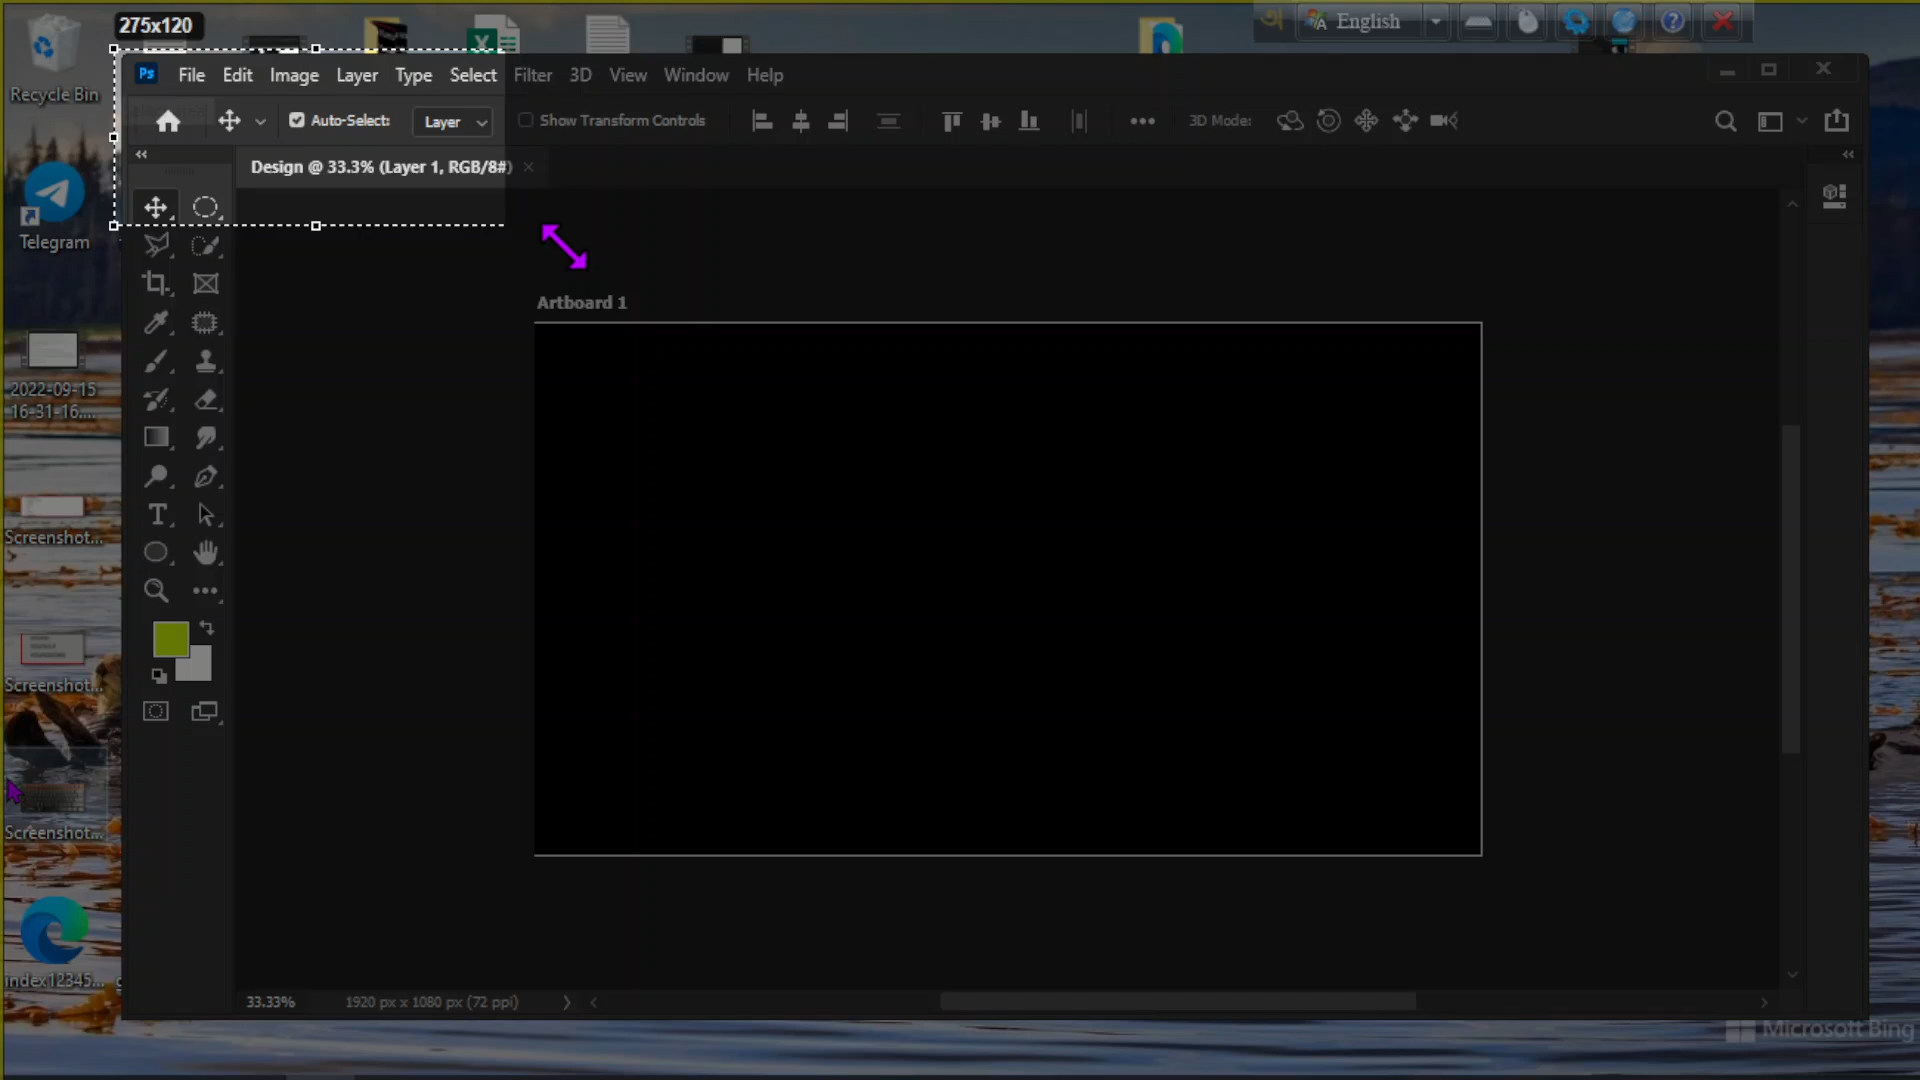 275x120
English
Recycle Bin
Ps File Edit Image Layer Type Select Filter 3D View Window Help
Auto-Select: Layer Show Transform Controls 3D Mode:
Design @ 33.3% (Layer 1, RGB/8#)
Telegram
Artboard 1
2022-09-15
16-31-16....
Screenshot...
T
Screenshot...
Screenshot...
index12345...
33.33% 1920 px x 1080 px (72 ppi)
Microsoft Bing